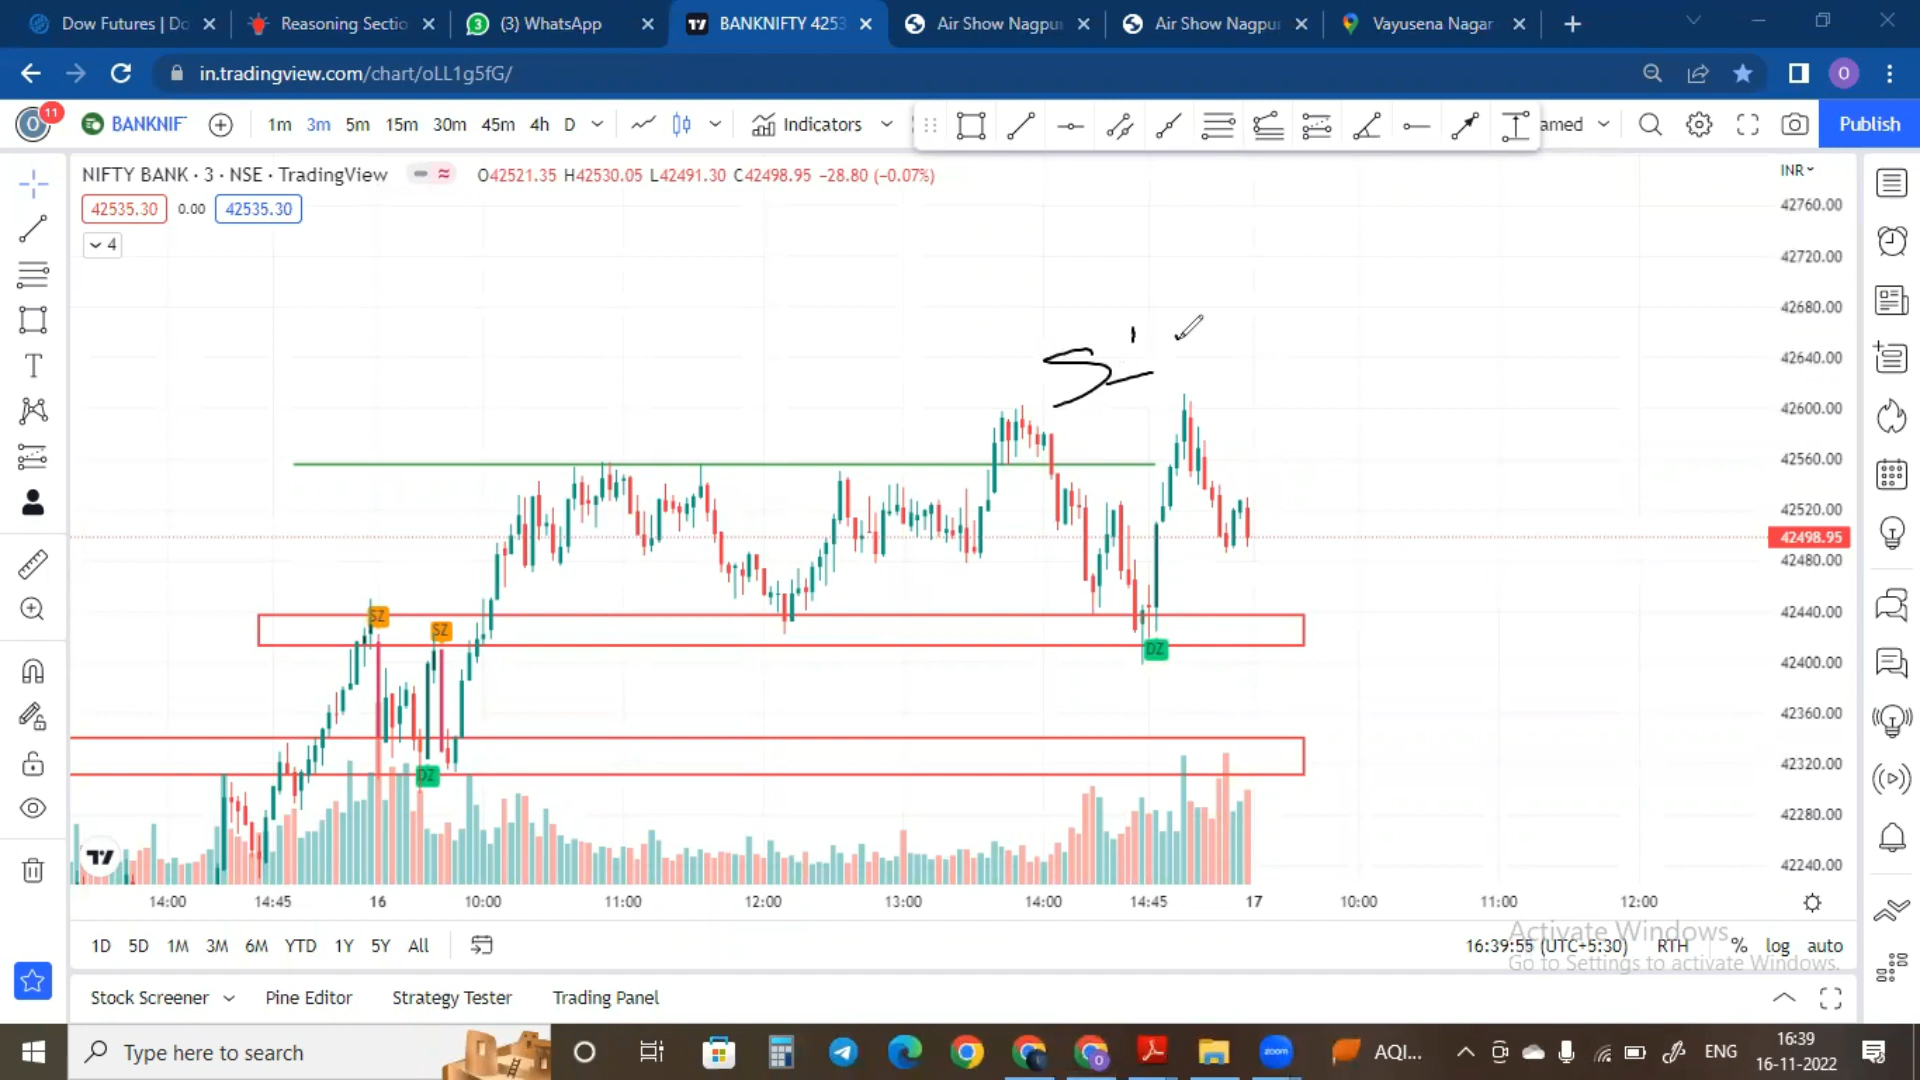 Dow Futures | Do
Reasoning Sectio
(3) WhatsApp
BANKNIFTY 4253
Air Show Nagpu
Air Show Nagpu
Vayusena Nagar
in.tradingview.com/chart/oLL1g5fG/
O
O 11 BANKNIF 1m 3m 5m 15m 30m 45m 4h D Indicators amed Publish
NIFTY BANK · 3 · NSE · TradingView O42521.35 H42530.05 L42491.30 C42498.95 −28.80 (−0.07%)
INR
42535.30 0.00 42535.30
4
42760.00
42720.00
42680.00
42640.00
42600.00
42560.00
42520.00
42498.95
42480.00
42440.00
42400.00
42360.00
42320.00
42280.00
42240.00
SZ
SZ
DZ
DZ
14:00 14:45 16 10:00 11:00 12:00 13:00 14:00 14:45 17 10:00 11:00 12:00
1D 5D 1M 3M 6M YTD 1Y 5Y All 16:39:55 (UTC+5:30) RTH % log auto
Activate Windows
Go to Settings to activate Windows.
Stock Screener Pine Editor Strategy Tester Trading Panel
Type here to search
zoom
AQI...
ENG
16:39
16-11-2022